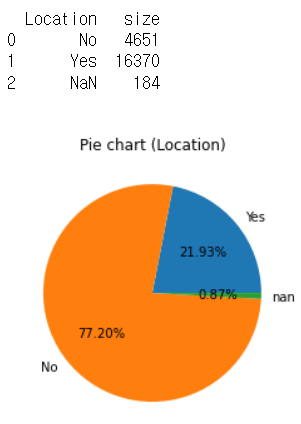 Location size
0 No 4651
1 Yes 16370
2 NaN 184
Pie chart (Location)
Yes
21.93%
0.87% nan
77.20%
No